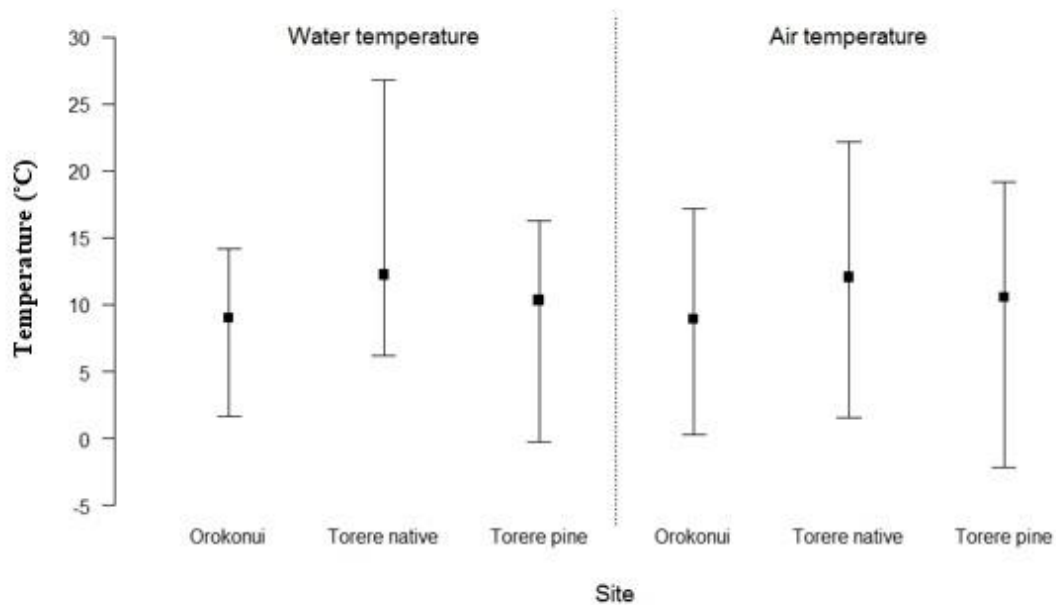 Water temperature
Air temperature
Temperature (°C)
30
25
20
15
10
5
0
-5
Orokonui
Torere native
Torere pine
Orokonui
Torere native
Torere pine
Site